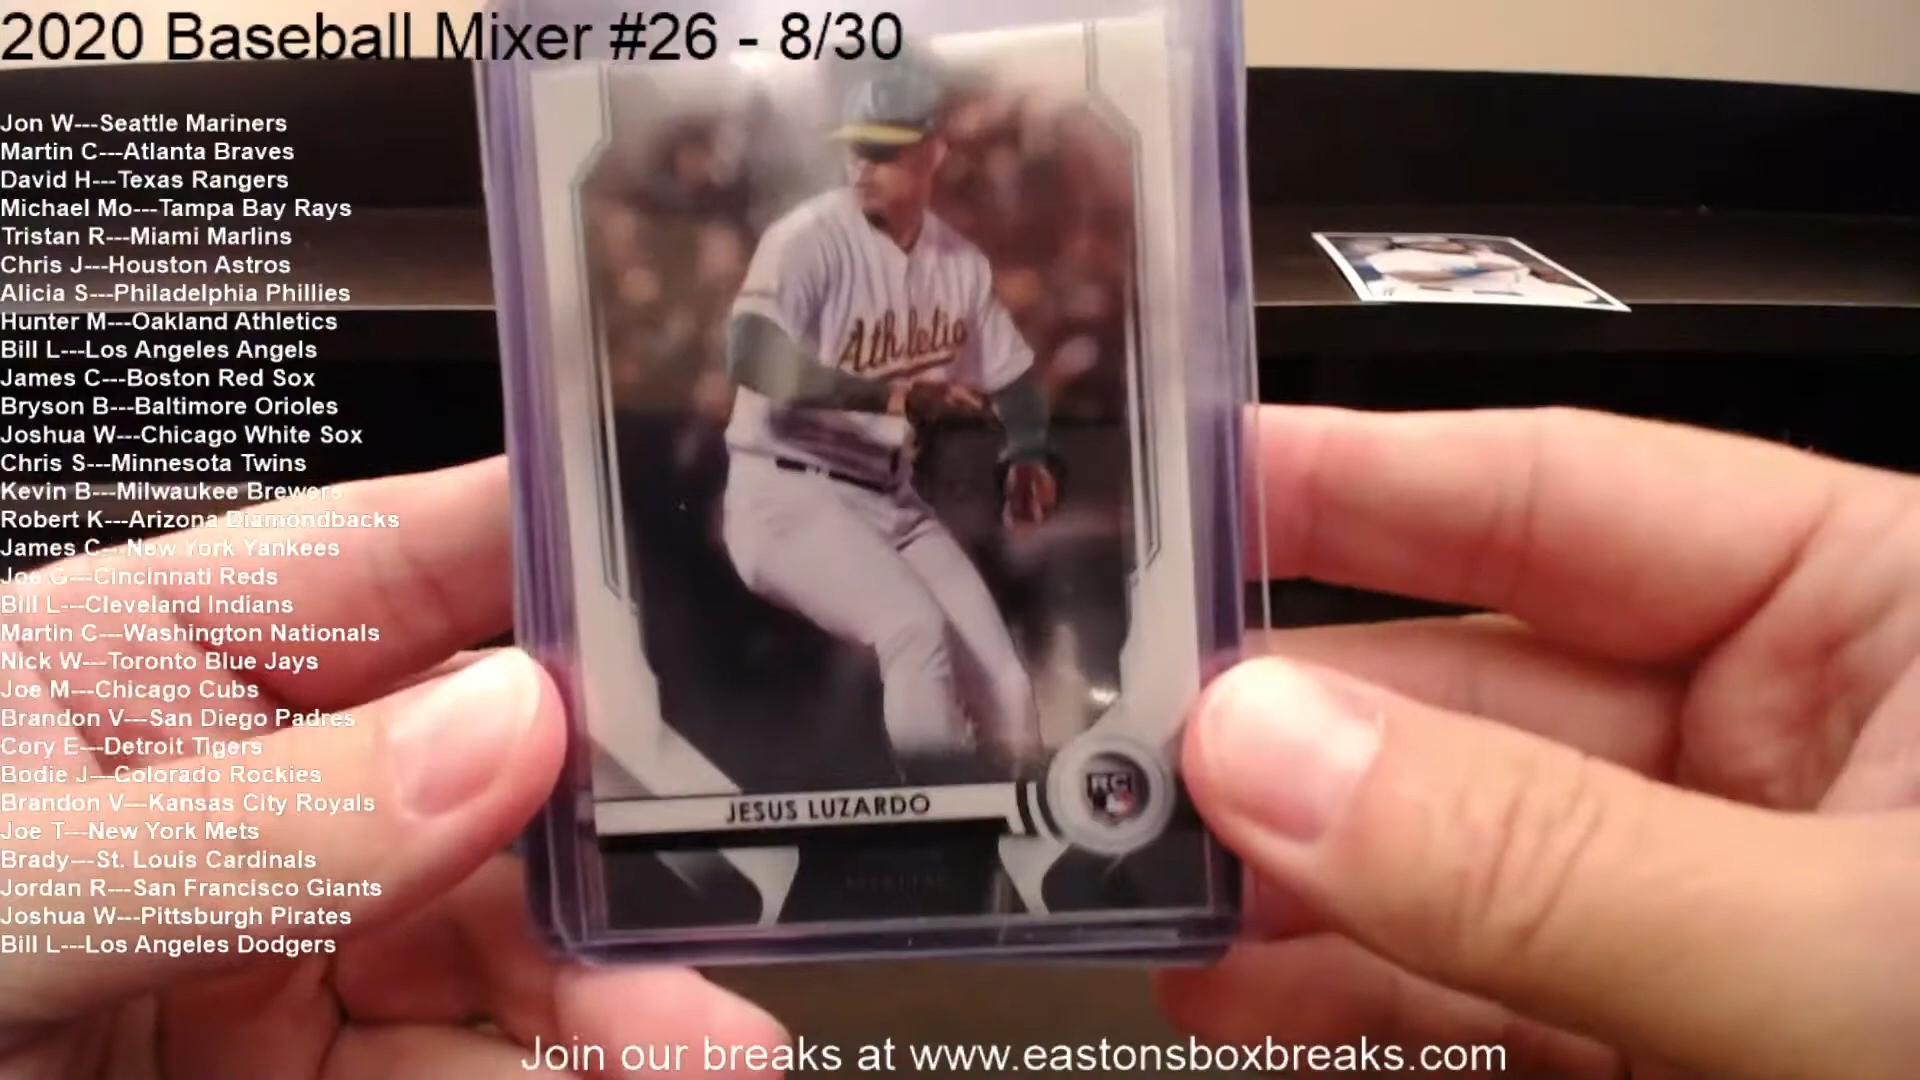 2020 Baseball Mixer #26 - 8/30
Jon W---Seattle Mariners
Martin C---Atlanta Braves
David H---Texas Rangers
Michael Mo---Tampa Bay Rays
Tristan R---Miami Marlins
Chris J---Houston Astros
Alicia S---Philadelphia Phillies
Hunter M---Oakland Athletics
Bill L---Los Angeles Angels
James C---Boston Red Sox
Bryson B---Baltimore Orioles
Joshua W---Chicago White Sox
Chris S---Minnesota Twins
Kevin B---Milwaukee Brewers
Robert K---Arizona Diamondbacks
James C---New York Yankees
Joe G---Cincinnati Reds
Bill L---Cleveland Indians
Martin C---Washington Nationals
Nick W---Toronto Blue Jays
Joe M---Chicago Cubs
Brandon V---San Diego Padres
Cory E---Detroit Tigers
Bodie J---Colorado Rockies
Brandon V---Kansas City Royals
Joe T---New York Mets
Brady---St. Louis Cardinals
Jordan R---San Francisco Giants
Joshua W---Pittsburgh Pirates
Bill L---Los Angeles Dodgers
Athletics
JESUS LUZARDO
RC
Join our breaks at www.eastonsboxbreaks.com